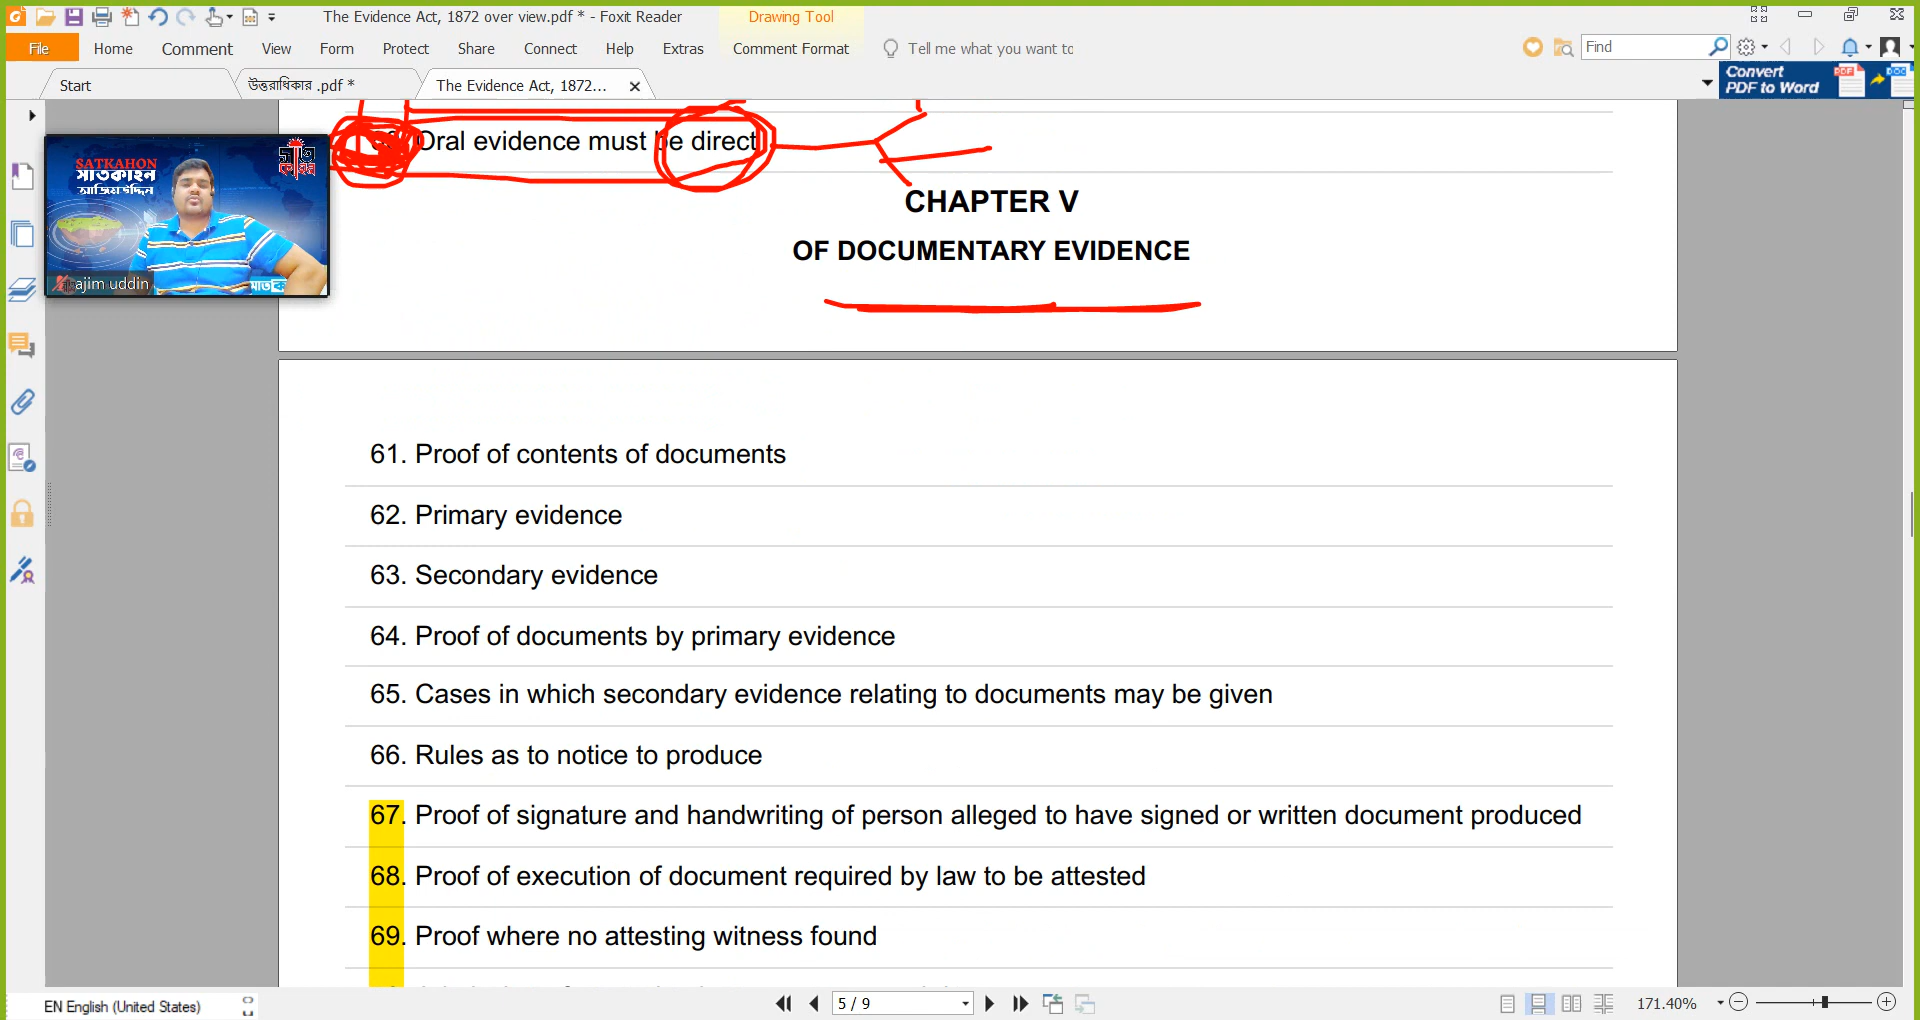 The Evidence Act, 1872 over view.pdf * - Foxit Reader
Drawing Tool
File
Home
Comment
View
Form
Protect
Share
Connect
Help
Extras
Comment Format
Tell me what you want to
Find
Start
উত্তরাধিকার .pdf *
The Evidence Act, 1872...
Convert
PDF to Word
PDF
DOC
Oral evidence must be direct
SATKAHON
সাতকাহন
আজিম উদ্দিন
সাত
কাহন
ajim uddin
CHAPTER V
OF DOCUMENTARY EVIDENCE
61. Proof of contents of documents
62. Primary evidence
63. Secondary evidence
64. Proof of documents by primary evidence
65. Cases in which secondary evidence relating to documents may be given
66. Rules as to notice to produce
67. Proof of signature and handwriting of person alleged to have signed or written document produced
68. Proof of execution of document required by law to be attested
69. Proof where no attesting witness found
EN English (United States)
5 / 9
171.40%